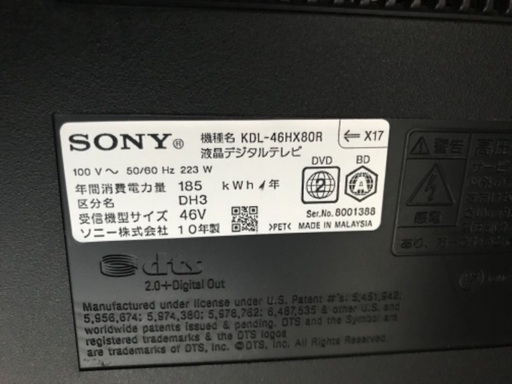 SONY® 機種名 KDL-46HX80R
液晶デジタルテレビ
← X17
100 V～ 50/60 Hz 223 W
年間消費電力量 185 kWh/年
区分名 DH3
受信機型サイズ 46V
ソニー株式会社 10年製
DVD BD
2 A
Ser.No. 8001388
>PET< MADE IN MALAYSIA
警告
感電
dts
2.0+Digital Out
Manufactured under license under U.S. Patent #'s: 5,451,942;
5,956,674; 5,974,380; 5,978,762; 6,487,535 & other U.S. and
worldwide patents issued & pending. DTS and the Symbol are
registered trademarks & the DTS logos
are trademarks of DTS, Inc. © DTS, Inc. All Rights